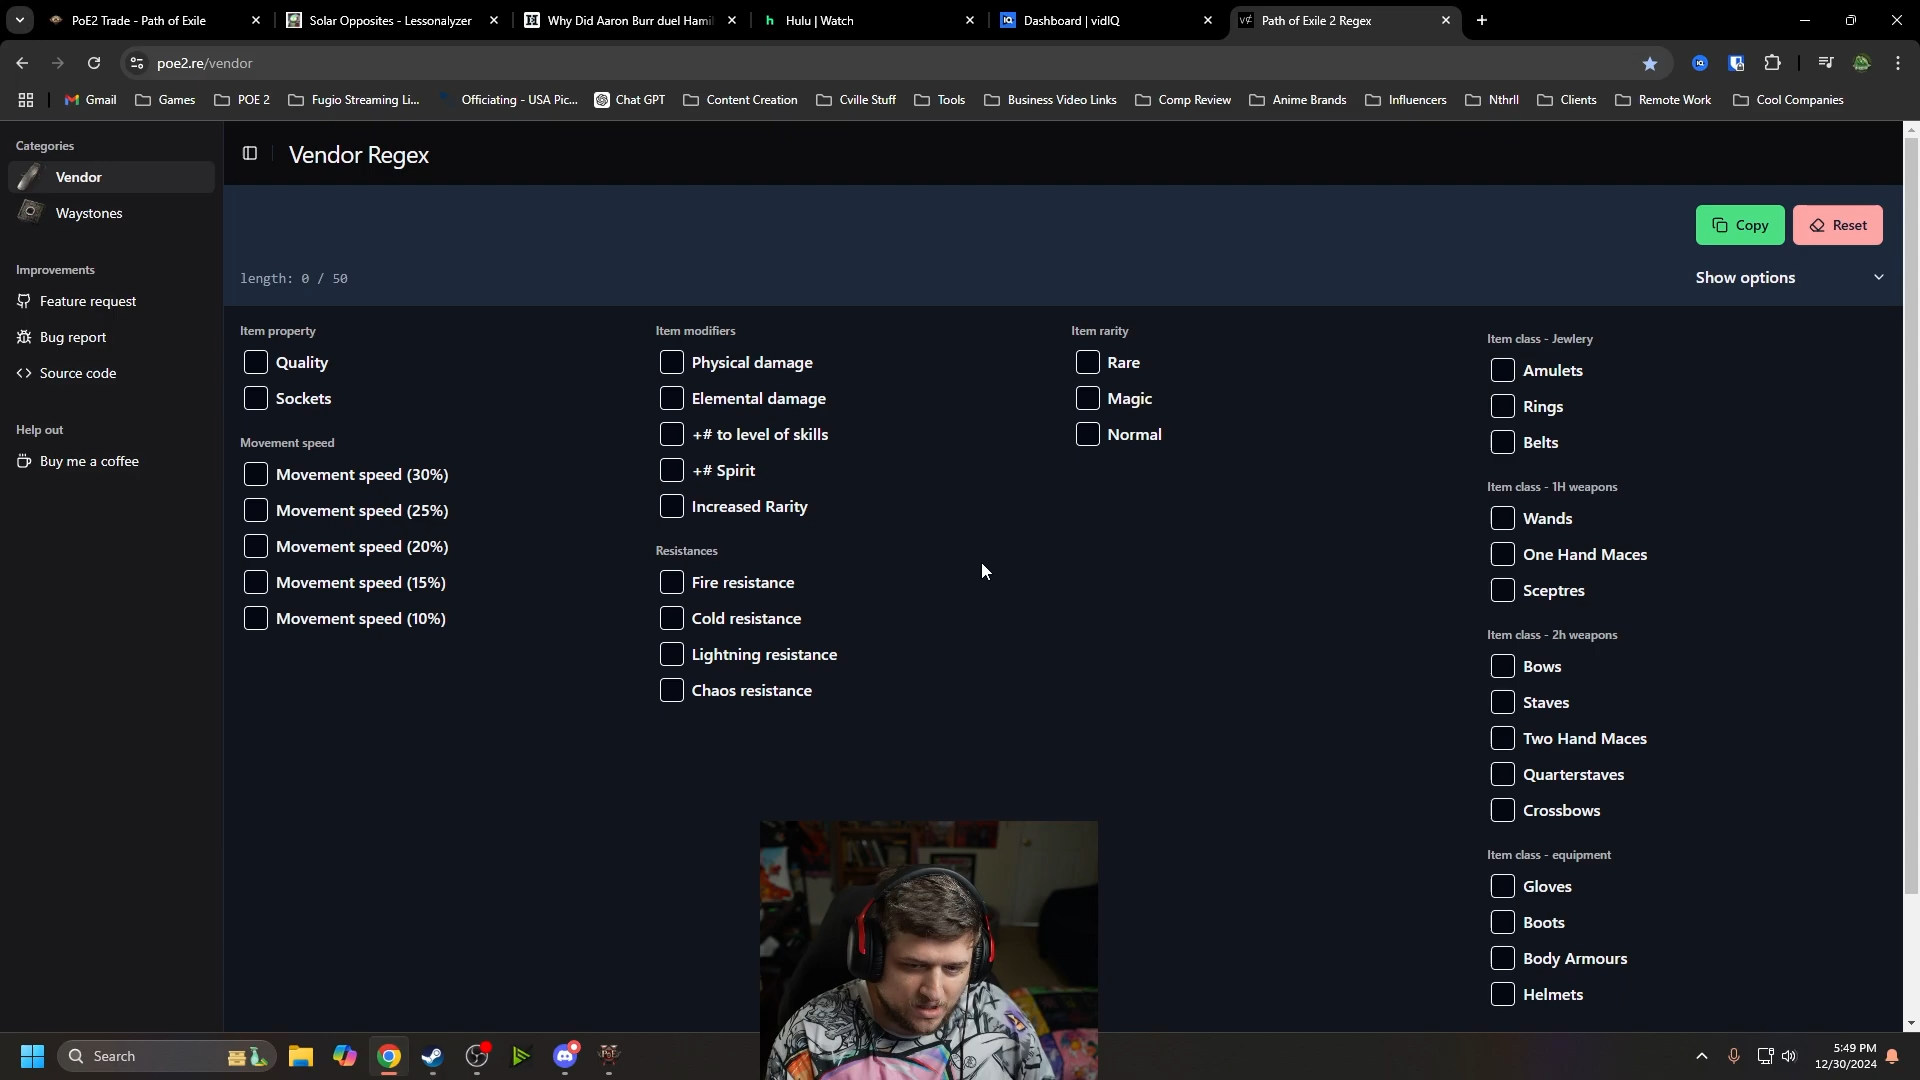 PoE2 Trade - Path of Exile
Solar Opposites - Lessonalyzer
Why Did Aaron Burr duel Hamil
Hulu | Watch
Dashboard | vidIQ
Path of Exile 2 Regex
poe2.re/vendor
Gmail
Games
POE 2
Fugio Streaming Li...
Officiating - USA Pic...
Chat GPT
Content Creation
Cville Stuff
Tools
Business Video Links
Comp Review
Anime Brands
Influencers
Nthrll
Clients
Remote Work
Cool Companies
Categories
Vendor
Waystones
Improvements
Feature request
Bug report
Source code
Help out
Buy me a coffee
Vendor Regex
Copy
Reset
length: 0 / 50
Show options
Item property
Quality
Sockets
Movement speed
Movement speed (30%)
Movement speed (25%)
Movement speed (20%)
Movement speed (15%)
Movement speed (10%)
Item modifiers
Physical damage
Elemental damage
+# to level of skills
+# Spirit
Increased Rarity
Resistances
Fire resistance
Cold resistance
Lightning resistance
Chaos resistance
Item rarity
Rare
Magic
Normal
Item class - Jewlery
Amulets
Rings
Belts
Item class - 1H weapons
Wands
One Hand Maces
Sceptres
Item class - 2h weapons
Bows
Staves
Two Hand Maces
Quarterstaves
Crossbows
Item class - equipment
Gloves
Boots
Body Armours
Helmets
Search
5:49 PM
12/30/2024